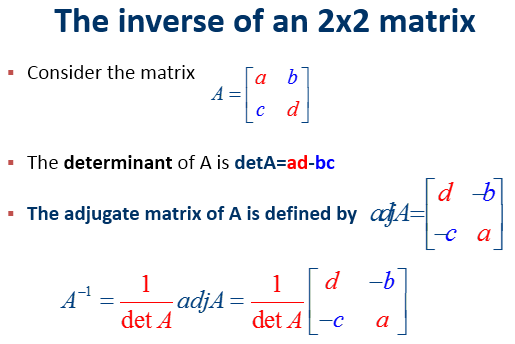 The inverse of an 2x2 matrix
▪ Consider the matrix A = [a b; c d]
▪ The determinant of A is detA=ad-bc
▪ The adjugate matrix of A is defined by adjA=[d −b; −c a]
A⁻¹ = 1/det A adjA = 1/det A [d −b; −c a]